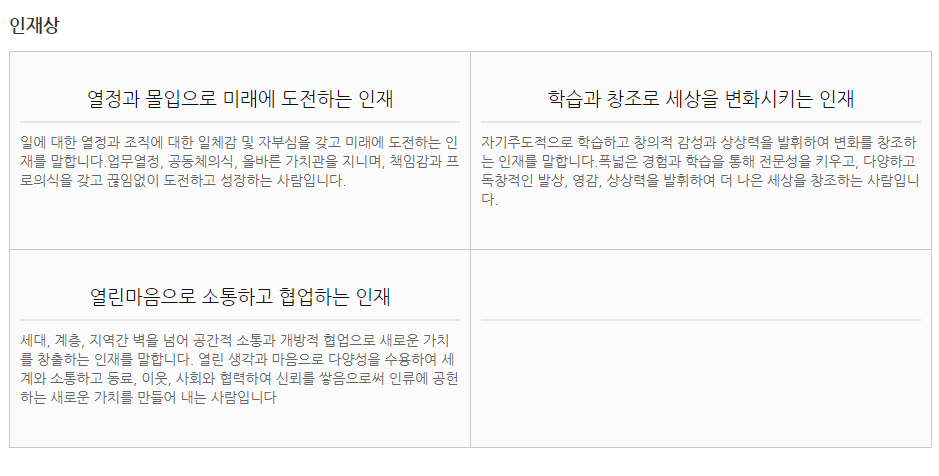 인재상
열정과 몰입으로 미래에 도전하는 인재
일에 대한 열정과 조직에 대한 일체감 및 자부심을 갖고 미래에 도전하는 인
재를 말합니다.업무열정, 공동체의식, 올바른 가치관을 지니며, 책임감과 프
로의식을 갖고 끊임없이 도전하고 성장하는 사람입니다.
학습과 창조로 세상을 변화시키는 인재
자기주도적으로 학습하고 창의적 감성과 상상력을 발휘하여 변화를 창조하
는 인재를 말합니다.폭넓은 경험과 학습을 통해 전문성을 키우고, 다양하고
독창적인 발상, 영감, 상상력을 발휘하여 더 나은 세상을 창조하는 사람입니
다.
열린마음으로 소통하고 협업하는 인재
세대, 계층, 지역간 벽을 넘어 공간적 소통과 개방적 협업으로 새로운 가치
를 창출하는 인재를 말합니다. 열린 생각과 마음으로 다양성을 수용하여 세
계와 소통하고 동료, 이웃, 사회와 협력하여 신뢰를 쌓음으로써 인류에 공헌
하는 새로운 가치를 만들어 내는 사람입니다